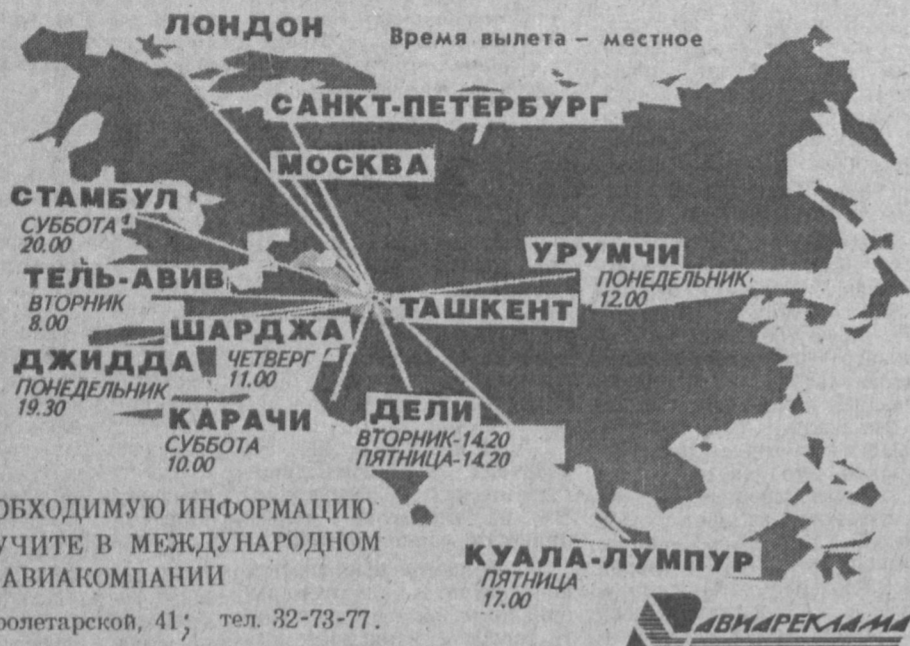 ЛОНДОН
Время вылета – местное
САНКТ-ПЕТЕРБУРГ
МОСКВА
СТАМБУЛ
СУББОТА
20.00
УРУМЧИ
ПОНЕДЕЛЬНИК
12.00
ТЕЛЬ-АВИВ
ВТОРНИК
8.00
ТАШКЕНТ
ШАРДЖА
ЧЕТВЕРГ
11.00
ДЖИДДА
ПОНЕДЕЛЬНИК
19.30
КАРАЧИ
СУББОТА
10.00
ДЕЛИ
ВТОРНИК-14.20
ПЯТНИЦА-14.20
ОБХОДИМУЮ ИНФОРМАЦИЮ
УЧИТЕ В МЕЖДУНАРОДНОМ
АВИАКОМПАНИИ
ролетарской, 41; тел. 32-73-77.
КУАЛА-ЛУМПУР
ПЯТНИЦА
17.00
АВИАРЕКЛАМА